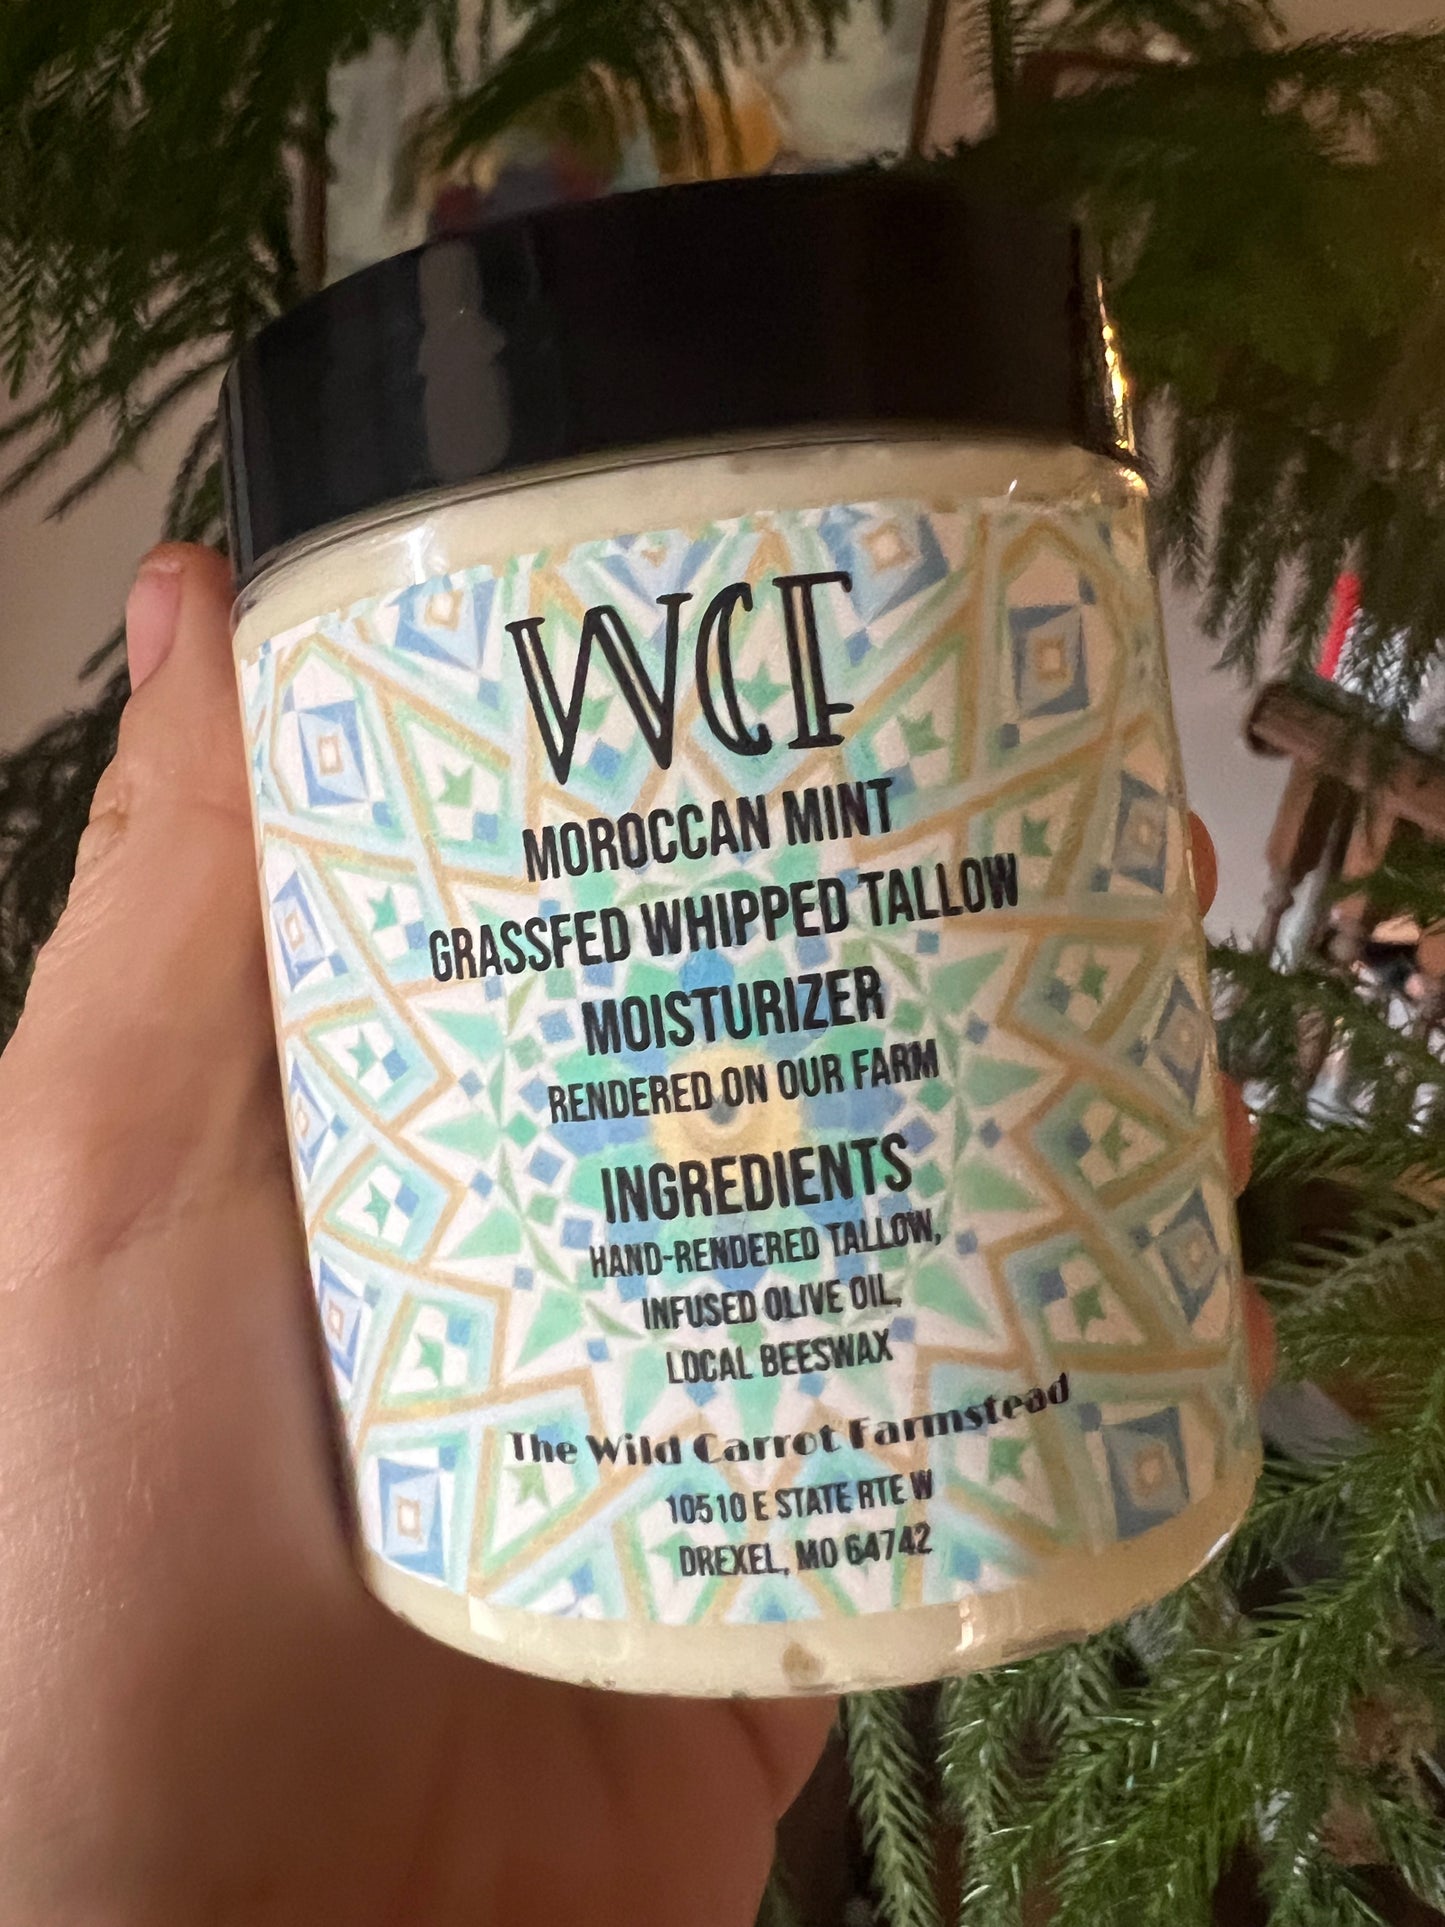 WCF
MOROCCAN MINT
GRASSFED WHIPPED TALLOW
MOISTURIZER
RENDERED ON OUR FARM
INGREDIENTS
HAND-RENDERED TALLOW,
INFUSED OLIVE OIL,
LOCAL BEESWAX
The Wild Carrot Farmstead
10510 E STATE RTE W
DREXEL, MO 64742